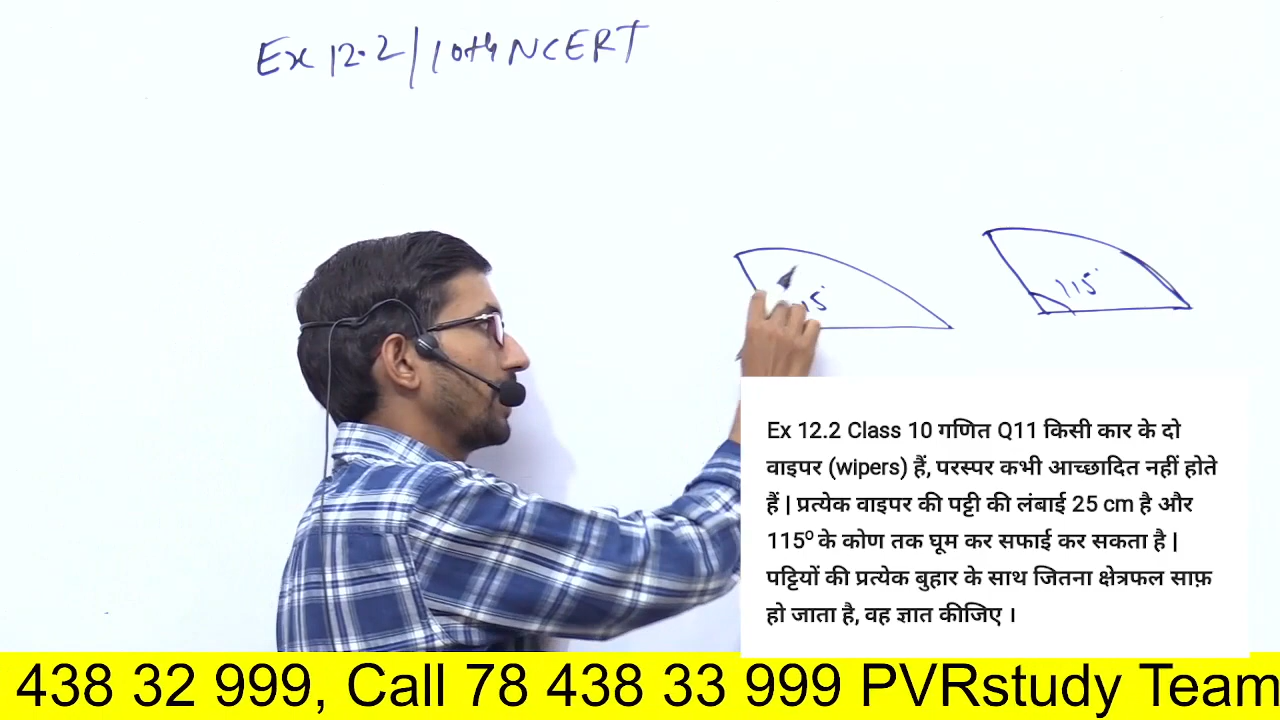 Ex 12.2/10th NCERT
115°
Ex 12.2 Class 10 गणित Q11 किसी कार के दो
वाइपर (wipers) हैं, परस्पर कभी आच्छादित नहीं होते
हैं | प्रत्येक वाइपर की पट्टी की लंबाई 25 cm है और
115⁰ के कोण तक घूम कर सफाई कर सकता है |
पट्टियों की प्रत्येक बुहार के साथ जितना क्षेत्रफल साफ़
हो जाता है, वह ज्ञात कीजिए ।
438 32 999, Call 78 438 33 999 PVRstudy Team